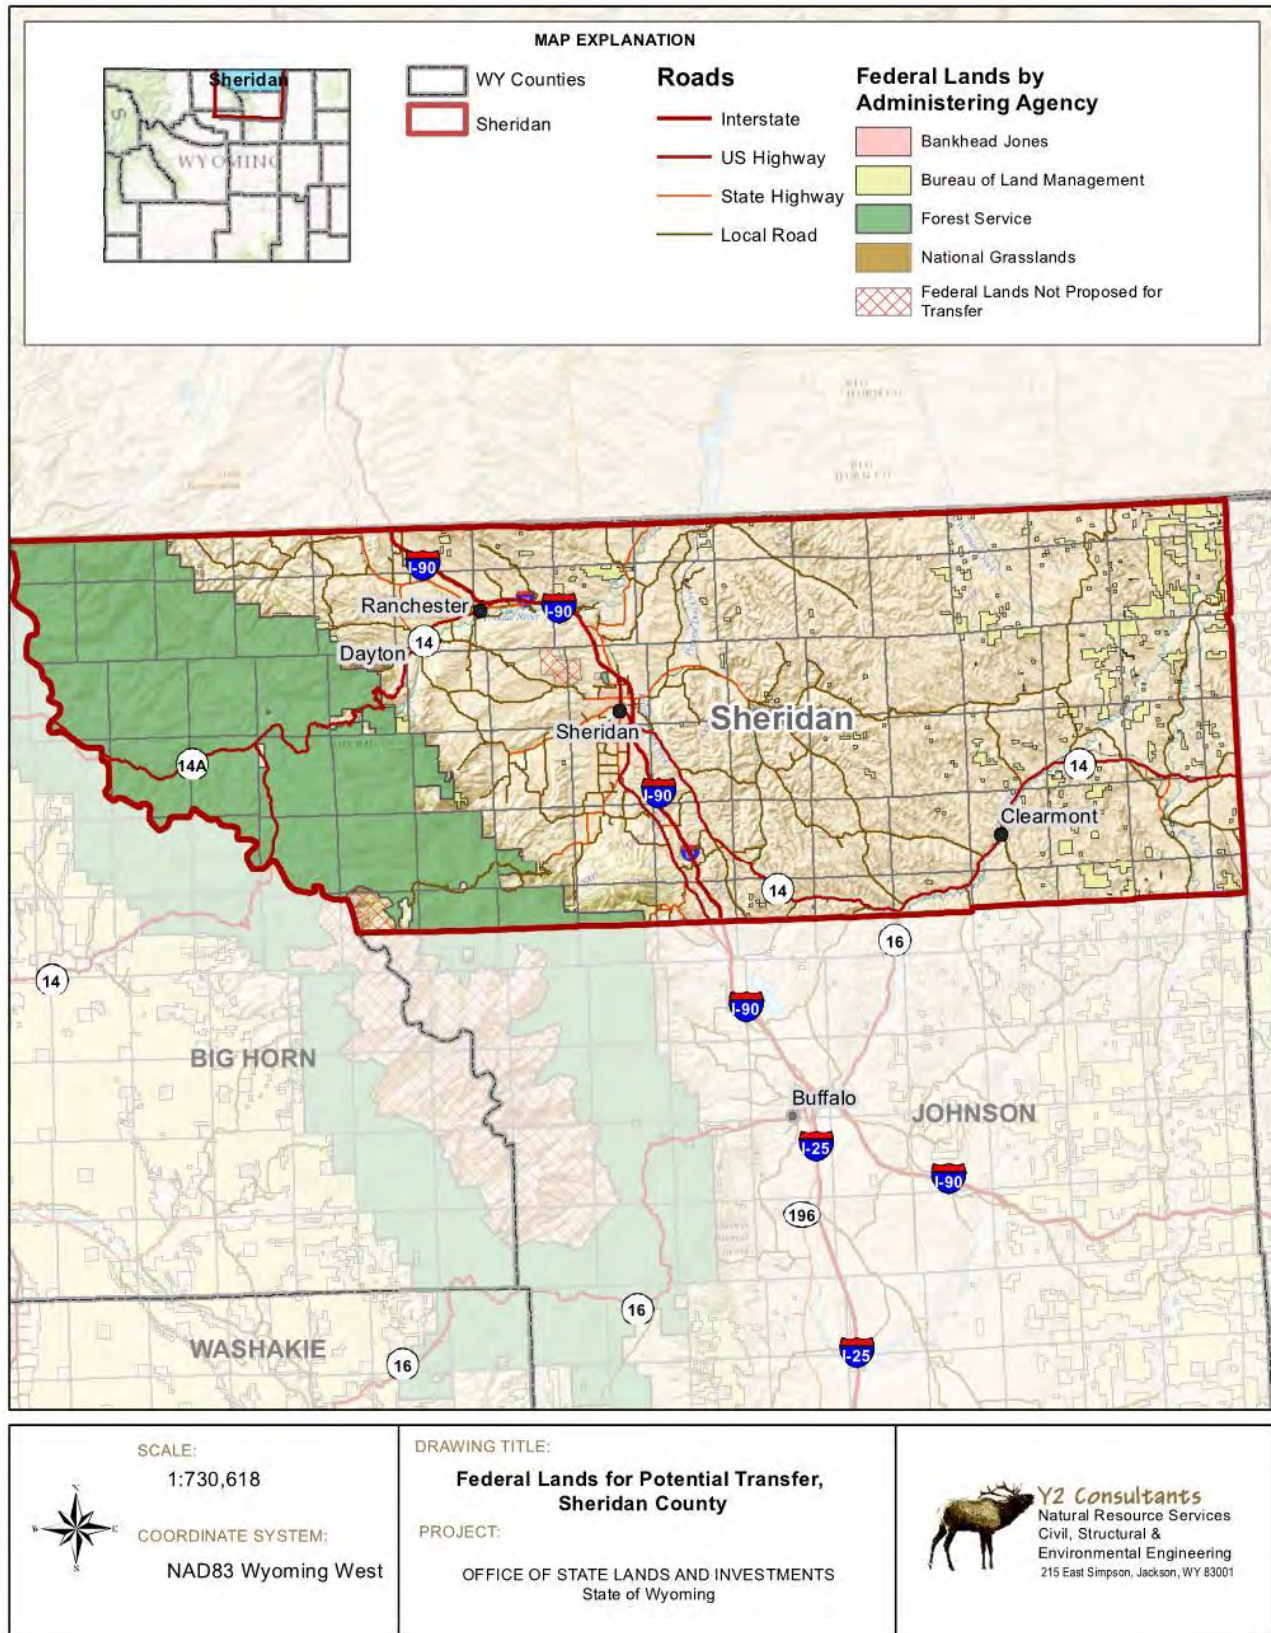 MAP EXPLANATION
Sheridan
WYOMING
WY Counties
Sheridan
Roads
Interstate
US Highway
State Highway
Local Road
Federal Lands by
Administering Agency
Bankhead Jones
Bureau of Land Management
Forest Service
National Grasslands
Federal Lands Not Proposed for
Transfer
I-90
Ranchester
I-90
14
Dayton
Sheridan
Sheridan
14A
I-90
14
Clearmont
14
16
14
I-90
BIG HORN
Buffalo
JOHNSON
I-25
I-90
196
16
WASHAKIE
16
I-25
SCALE:
1:730,618
COORDINATE SYSTEM:
NAD83 Wyoming West
N
W
E
S
DRAWING TITLE:
Federal Lands for Potential Transfer,
Sheridan County
PROJECT:
OFFICE OF STATE LANDS AND INVESTMENTS
State of Wyoming
Y2 Consultants
Natural Resource Services
Civil, Structural &
Environmental Engineering
215 East Simpson, Jackson, WY 83001